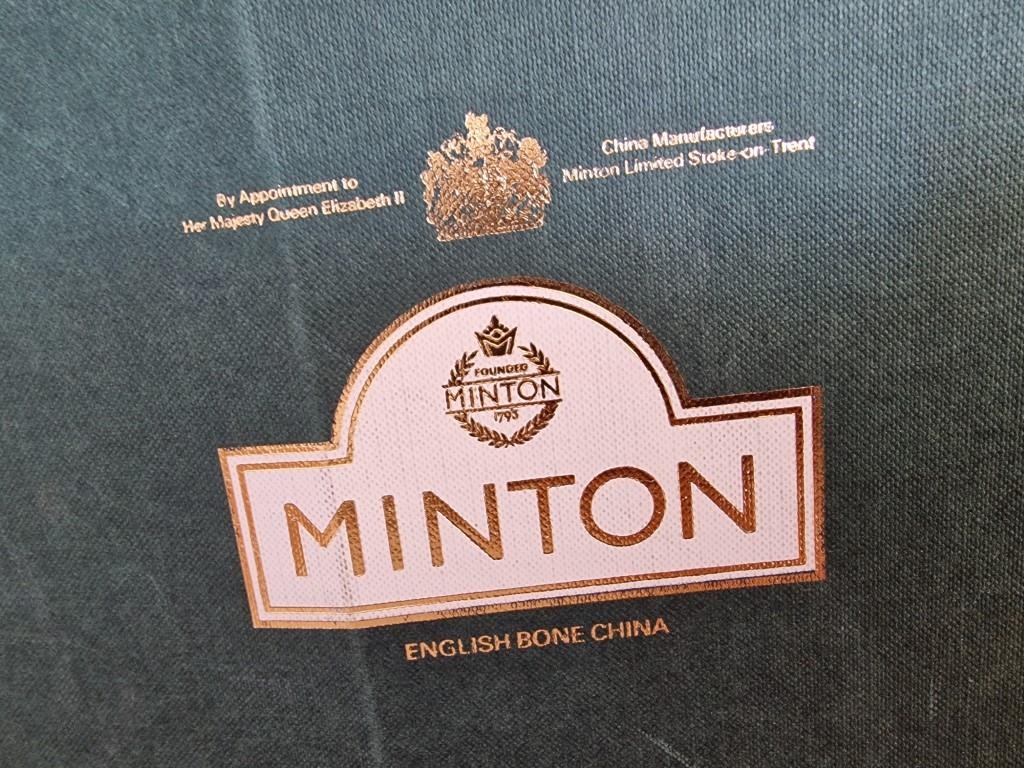 By Appointment to
Her Majesty Queen Elizabeth II
China Manufacturers
Minton Limited Stoke-on-Trent
FOUNDED
MINTON
1793
MINTON
ENGLISH BONE CHINA